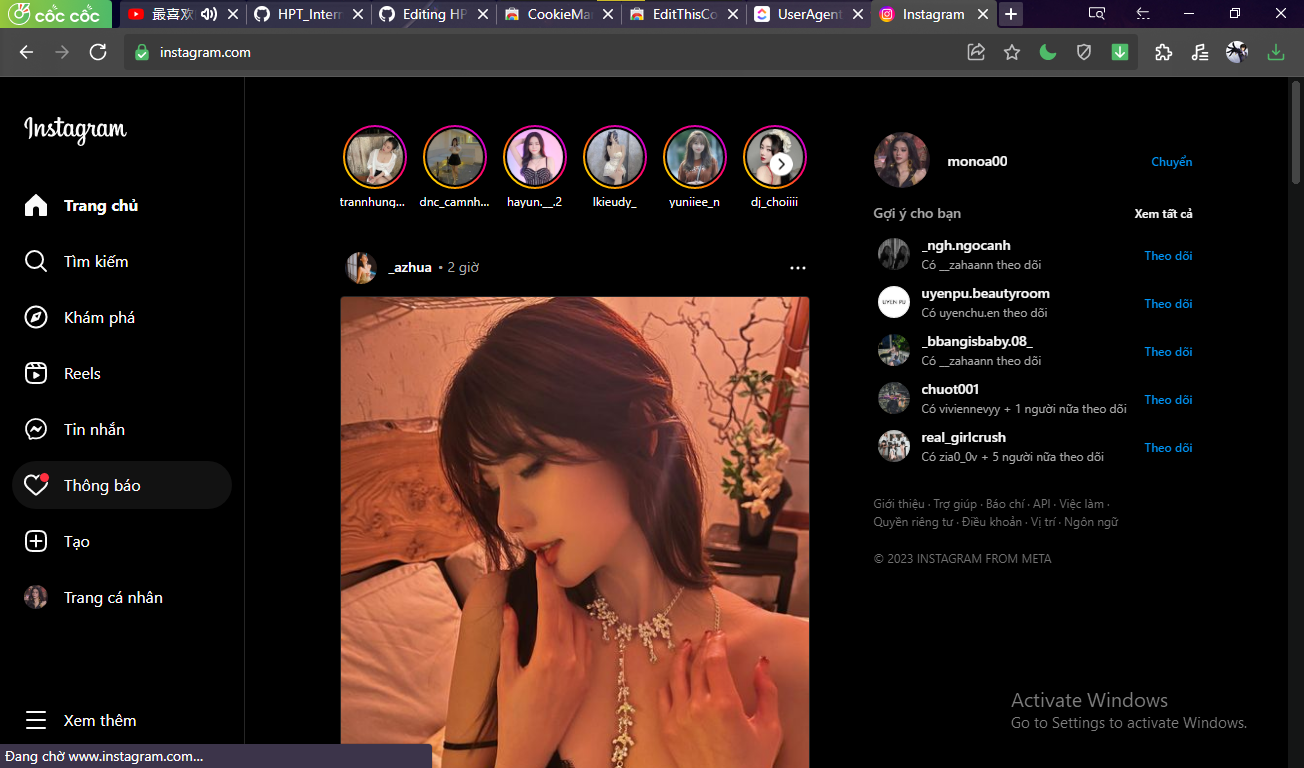 cốc cốc
最喜欢
HPT_Intern
Editing HP
CookieMan
EditThisCo
UserAgent
Instagram
instagram.com
Instagram
Trang chủ
Tìm kiếm
Khám phá
Reels
Tin nhắn
Thông báo
Tạo
Trang cá nhân
Xem thêm
trannhung...
dnc_camnh...
hayun.__.2
lkieudy_
yuniiee_n
dj_choiiii
_azhua • 2 giờ
monoa00
Chuyển
Gợi ý cho bạn
Xem tất cả
_ngh.ngocanh
Có __zahaann theo dõi
Theo dõi
UYEN PU
uyenpu.beautyroom
Có uyenchu.en theo dõi
Theo dõi
_bbangisbaby.08_
Có __zahaann theo dõi
Theo dõi
chuot001
Có viviennevyy + 1 người nữa theo dõi
Theo dõi
real_girlcrush
Có zia0_0v + 5 người nữa theo dõi
Theo dõi
Giới thiệu · Trợ giúp · Báo chí · API · Việc làm ·
Quyền riêng tư · Điều khoản · Vị trí · Ngôn ngữ
© 2023 INSTAGRAM FROM META
Activate Windows
Go to Settings to activate Windows.
Đang chờ www.instagram.com...